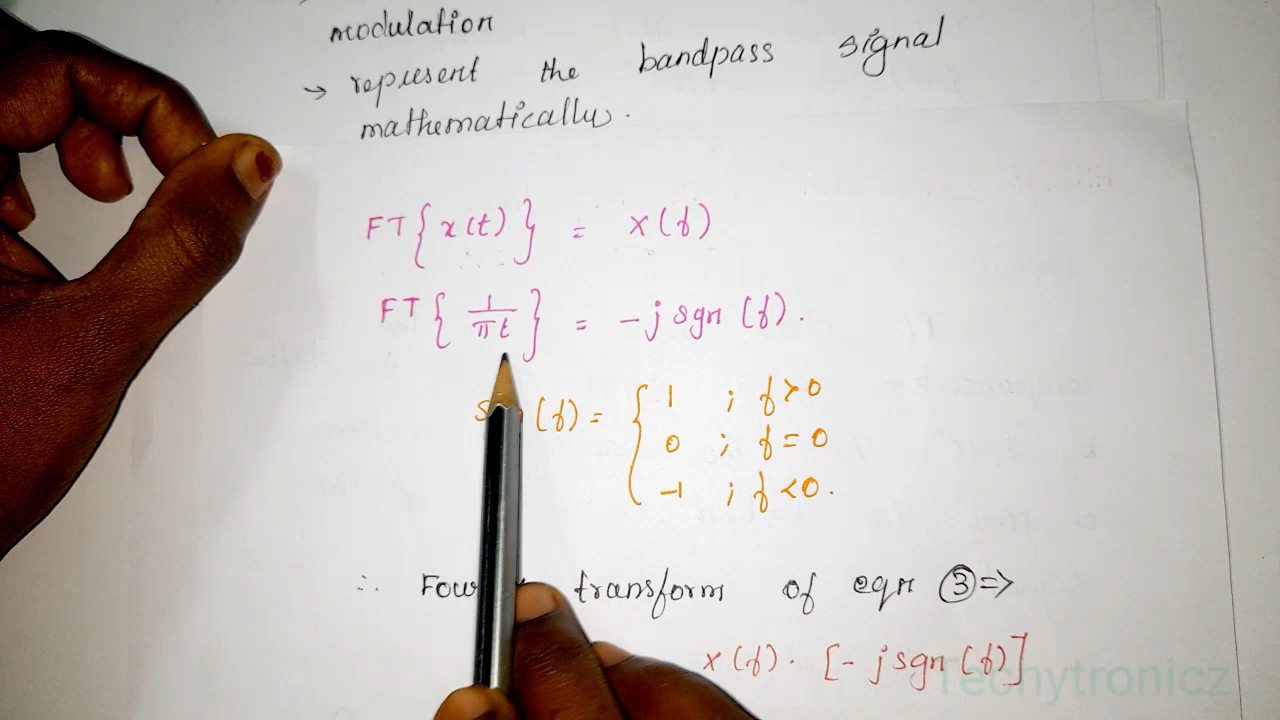 modulation
→ represent the bandpass signal
mathematically.
FT{x(t)} = X(f)
FT{1/πt} = -j sgn (f).
(f) = { 1 ; f>0
0 ; f=0
-1 ; f<0.
∴ transform of eqn ③=>
X(f). [-j sgn(f)]
Techytronicz